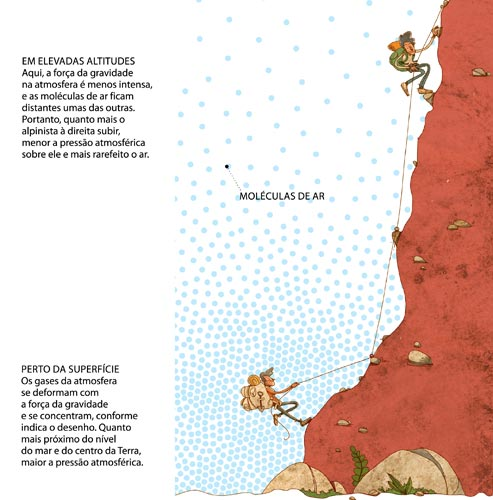 EM ELEVADAS ALTITUDES
Aqui, a força da gravidade
na atmosfera é menos intensa,
e as moléculas de ar ficam
distantes umas das outras.
Portanto, quanto mais o
alpinista à direita subir,
menor a pressão atmosférica
sobre ele e mais rarefeito o ar.
MOLÉCULAS DE AR
PERTO DA SUPERFÍCIE
Os gases da atmosfera
se deformam com
a força da gravidade
e se concentram, conforme
indica o desenho. Quanto
mais próximo do nível
do mar e do centro da Terra,
maior a pressão atmosférica.